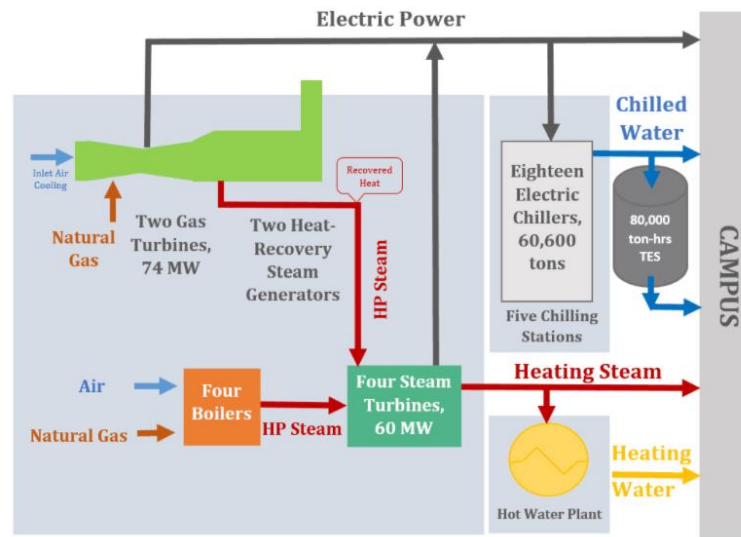 Electric Power
Inlet Air
Cooling
Natural
Gas
Two Gas
Turbines,
74 MW
Recovered
Heat
Two Heat-
Recovery
Steam
Generators
HP Steam
Eighteen
Electric
Chillers,
60,600
tons
Five Chilling Stations
Chilled
Water
80,000
ton-hrs
TES
CAMPUS
Air
Natural Gas
Four
Boilers
HP Steam
Four Steam
Turbines,
60 MW
Heating Steam
Hot Water Plant
Heating
Water